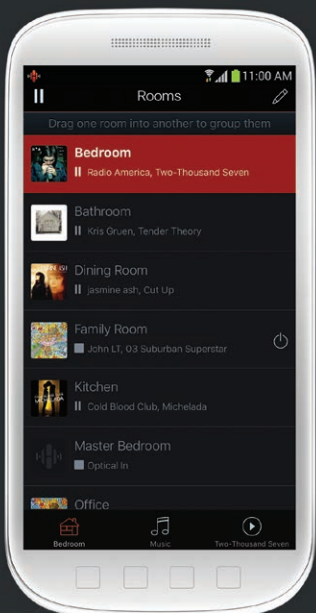 11:00 AM
Rooms
Drag one room into another to group them
Bedroom
Radio America, Two-Thousand Seven
Bathroom
Kris Gruen, Tender Theory
Dining Room
jasmine ash, Cut Up
Family Room
John LT, 03 Suburban Superstar
Kitchen
Cold Blood Club, Michelada
Master Bedroom
Optical In
Office
Bedroom Music Two-Thousand Seven